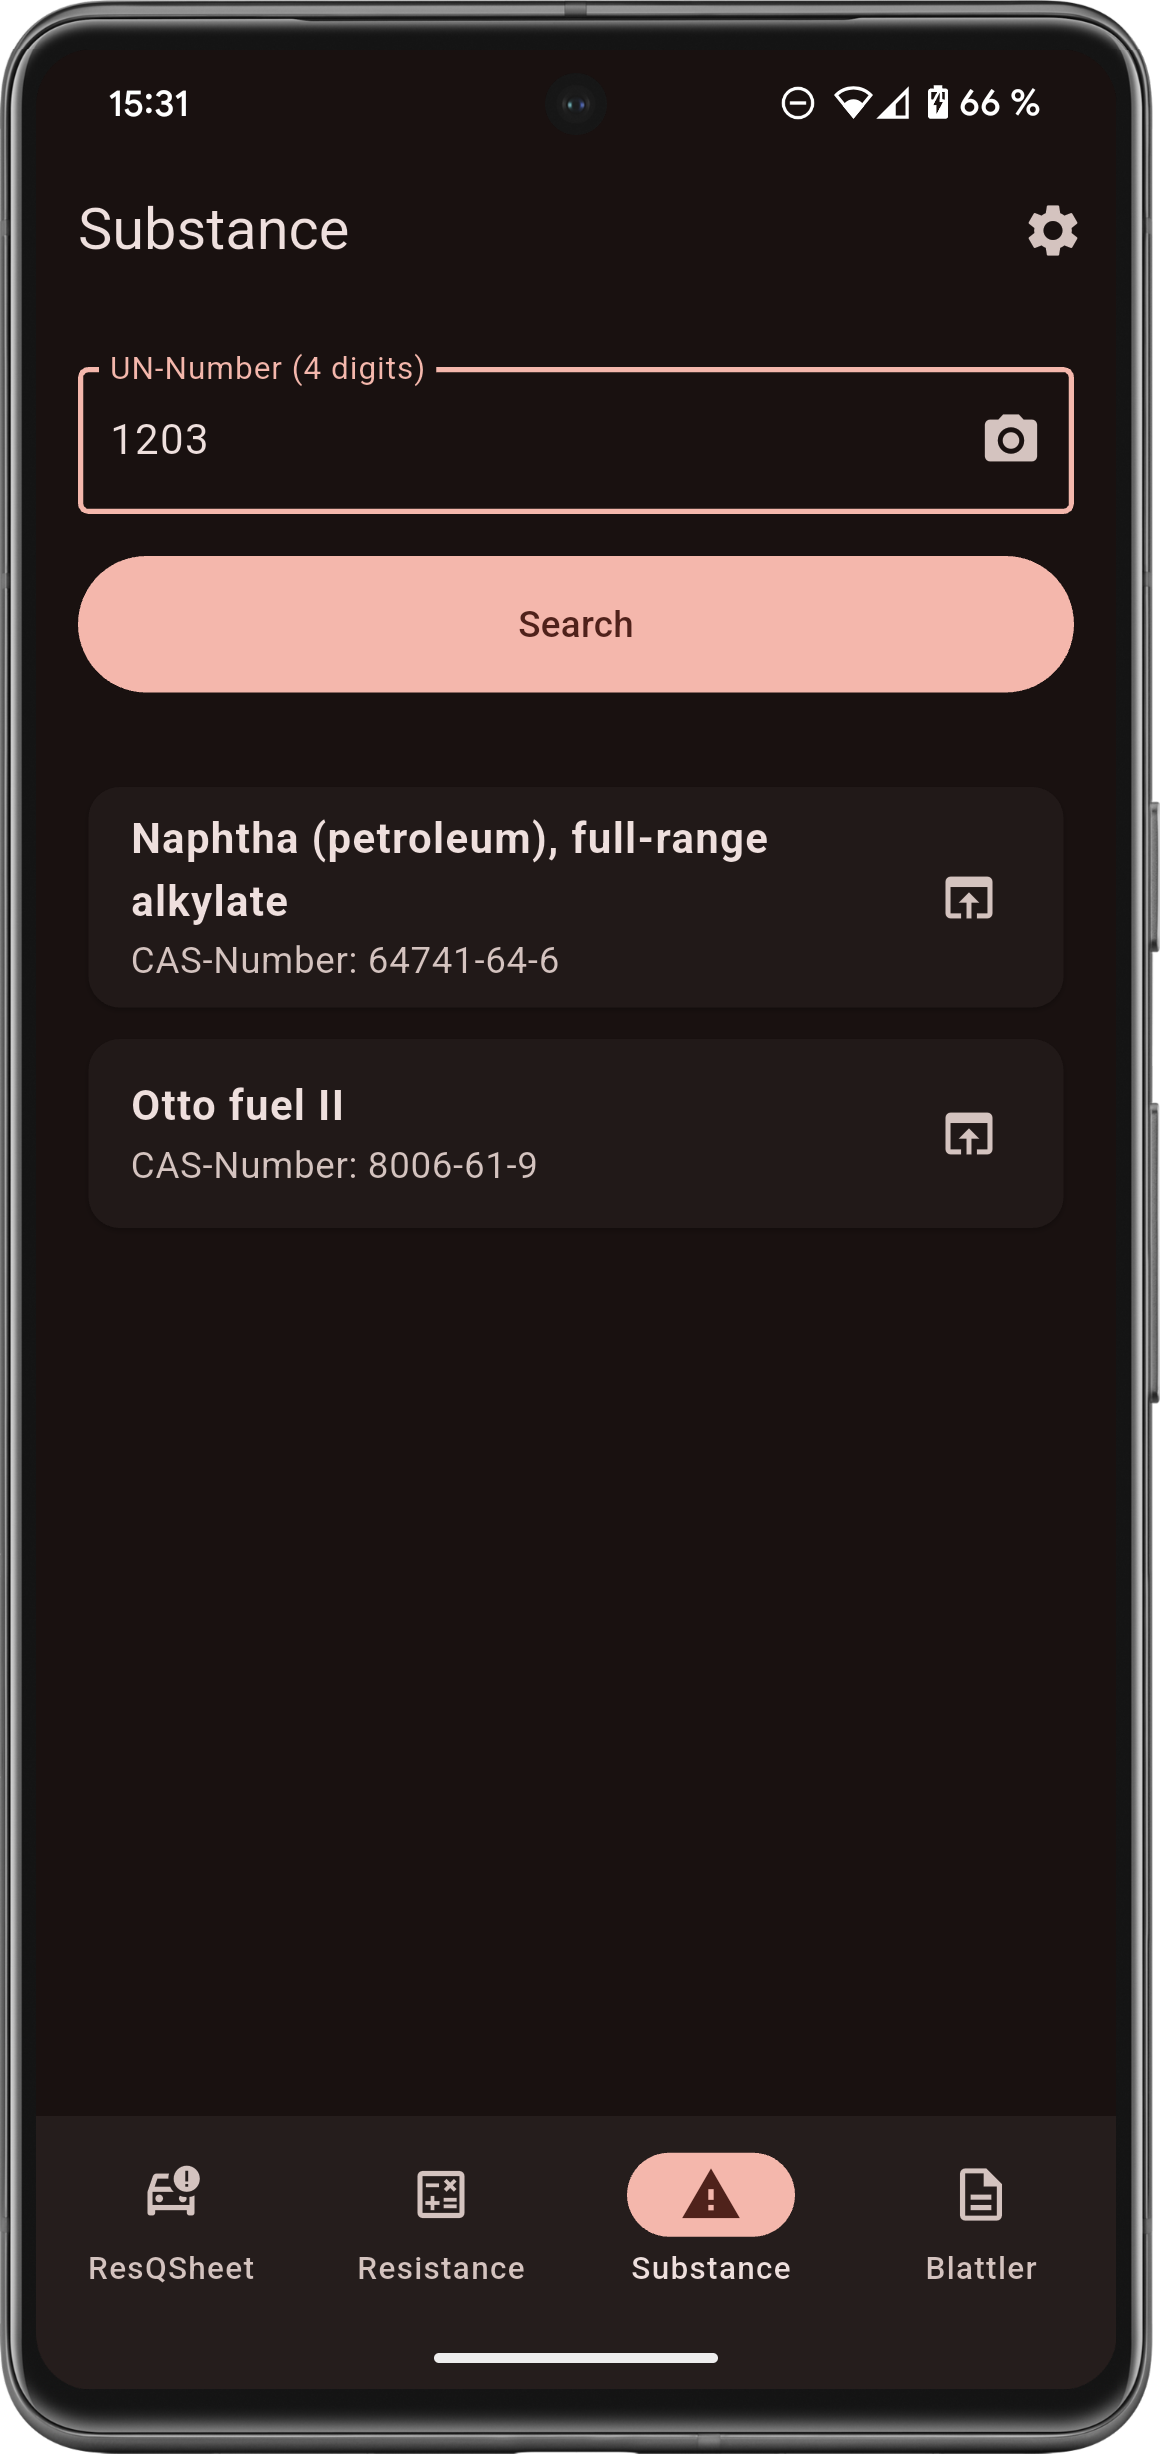 15:31
66 %
Substance
UN-Number (4 digits)
1203
Search
Naphtha (petroleum), full-range
alkylate
CAS-Number: 64741-64-6
Otto fuel II
CAS-Number: 8006-61-9
ResQSheet
Resistance
Substance
Blattler